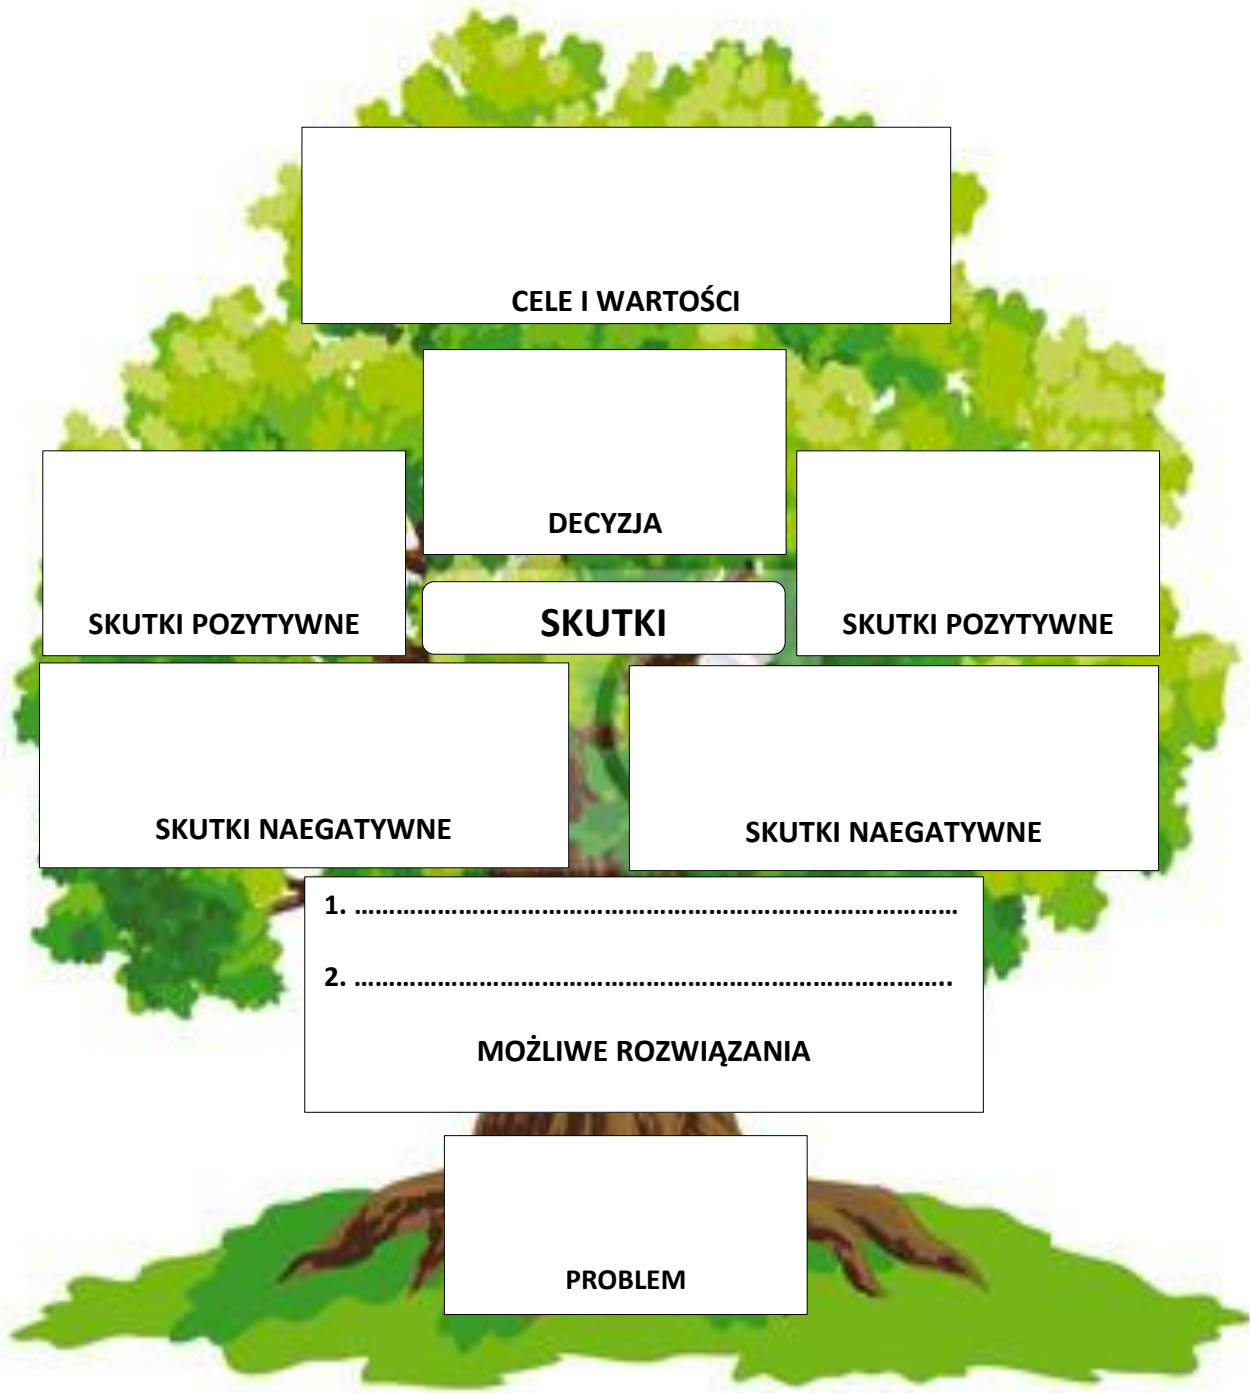 CELE I WARTOŚCI
DECYZJA
SKUTKI POZYTYWNE
SKUTKI
SKUTKI POZYTYWNE
SKUTKI NAEGATYWNE
SKUTKI NAEGATYWNE
1. ……………………………………………………………………………
2. …………………………………………………………………………..
MOŻLIWE ROZWIĄZANIA
PROBLEM